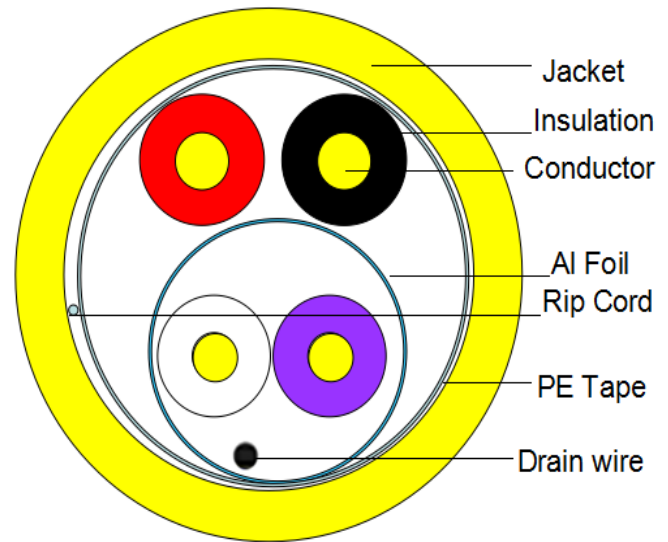 Jacket
Insulation
Conductor
Al Foil
Rip Cord
PE Tape
Drain wire